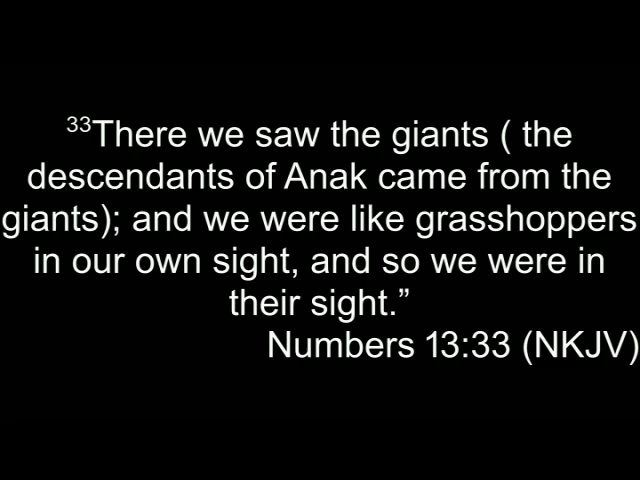 ³³There we saw the giants ( the
descendants of Anak came from the
giants); and we were like grasshoppers
in our own sight, and so we were in
their sight.”
Numbers 13:33 (NKJV)